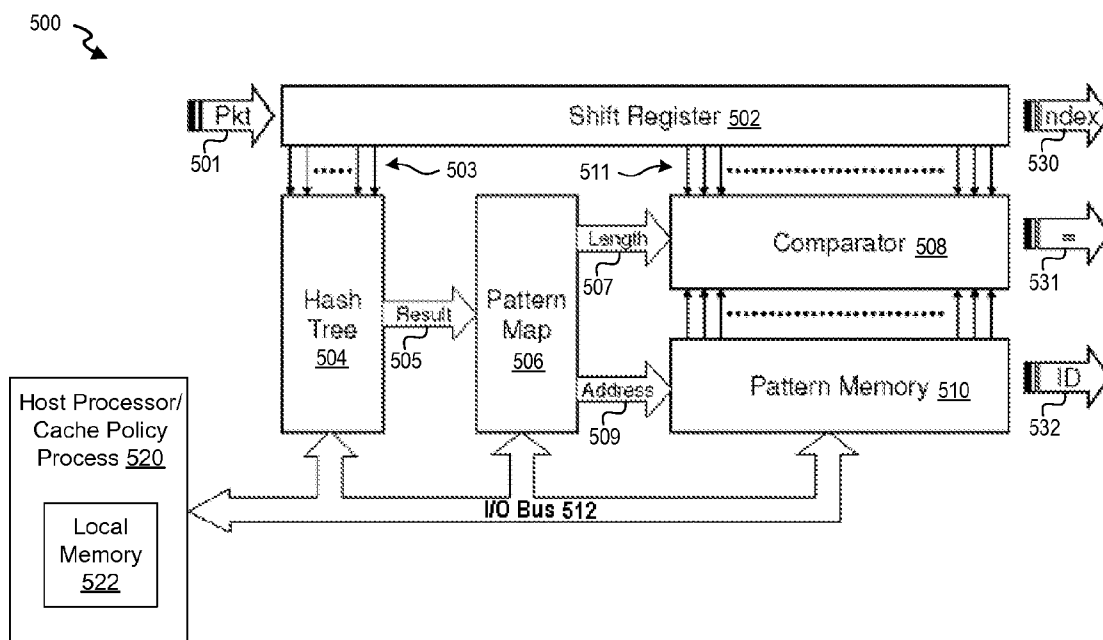 500
Pkt
501
Shift Register 502
ndex
530
503
511
Hash
Tree
504
Result
505
Pattern
Map
506
Length
507
Address
509
Comparator 508
=
531
Pattern Memory 510
ID
532
Host Processor/
Cache Policy
Process 520
Local
Memory
522
I/O Bus 512